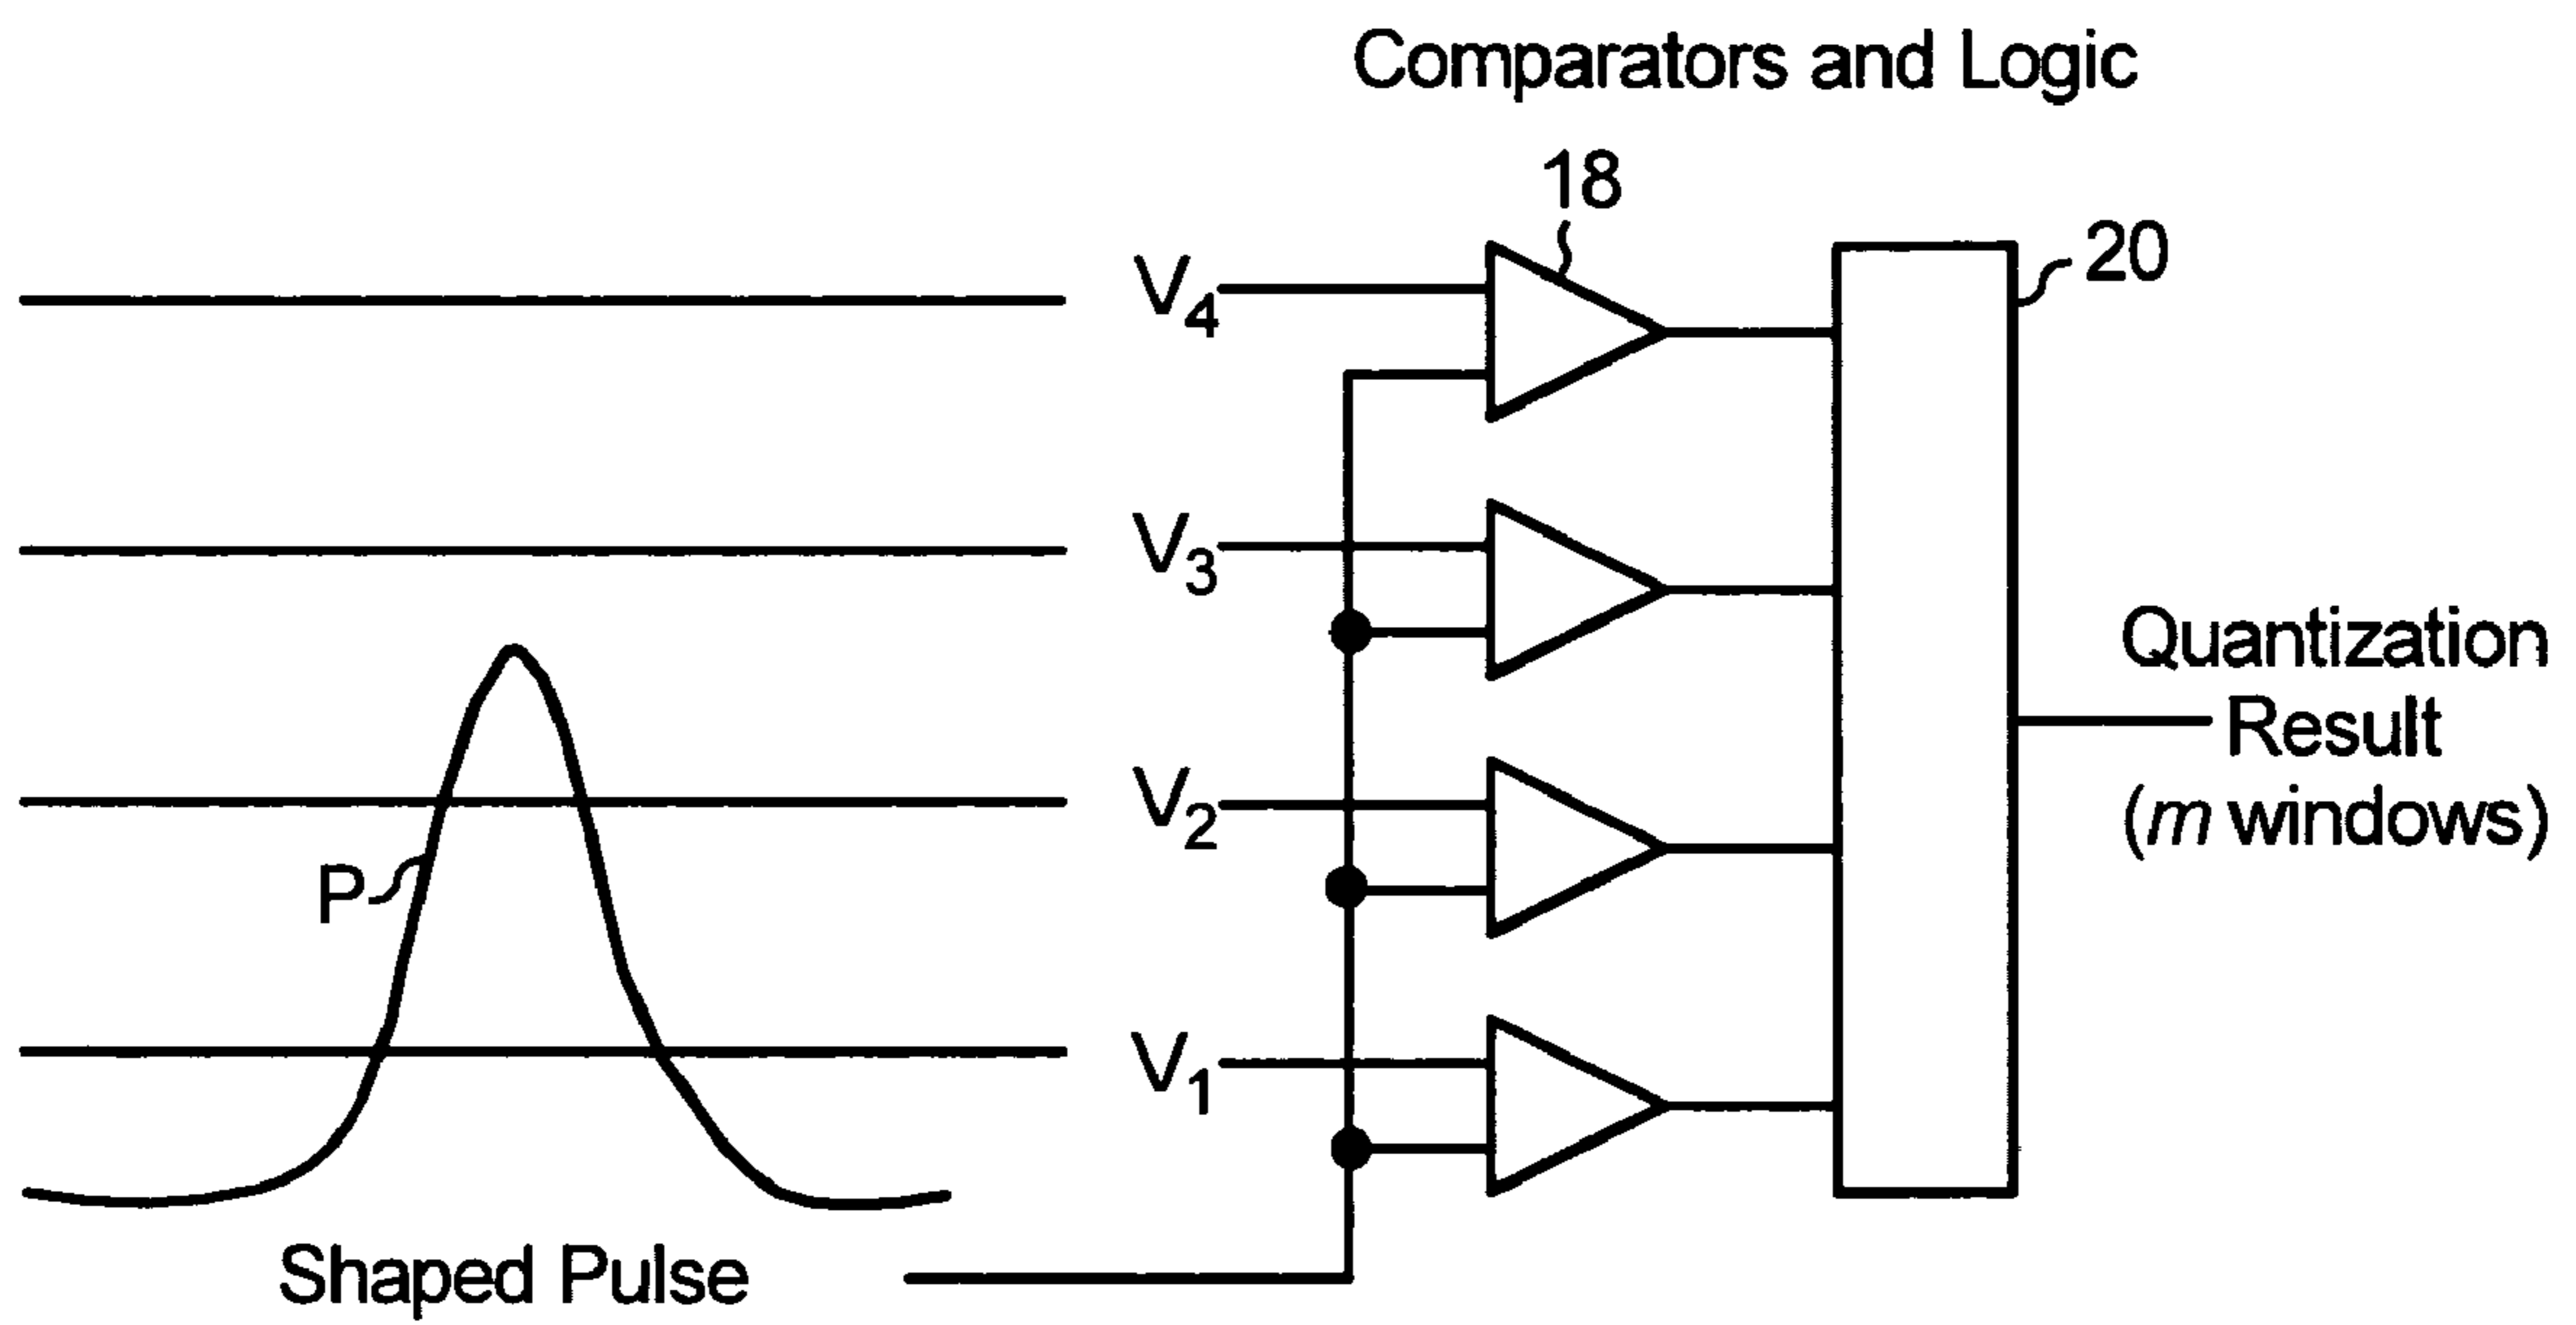 Comparators and Logic
18
20
V4
V3
V2
V1
P
Quantization
Result
(m windows)
Shaped Pulse